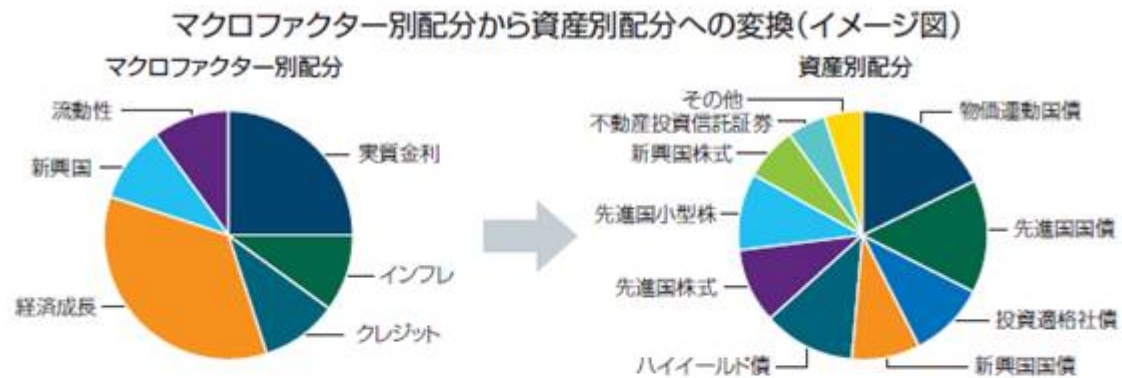 マクロファクター別配分から資産別配分への変換(イメージ図)
マクロファクター別配分
流動性
実質金利
新興国
インフレ
経済成長
クレジット
資産別配分
その他
物価連動国債
不動産投資信託証券
新興国株式
先進国小型株
先進国国債
先進国株式
投資適格社債
ハイイールド債
新興国国債